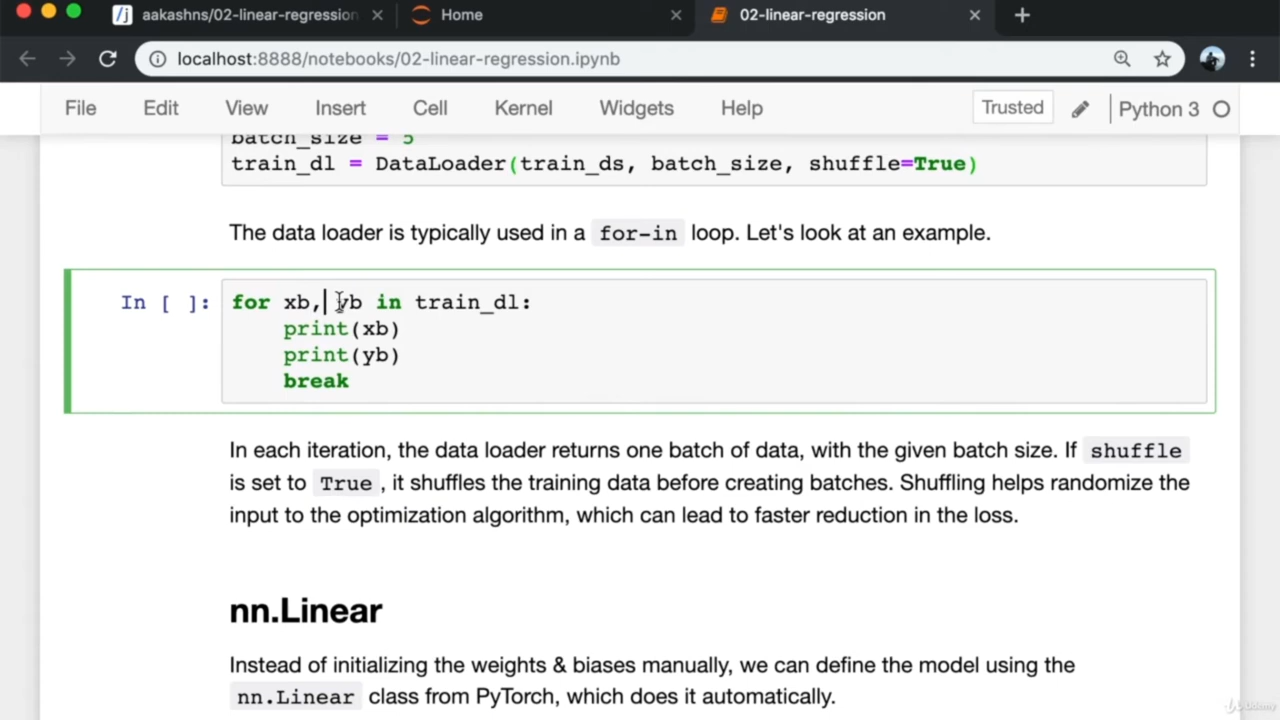 aakashns/02-linear-regression
Home
02-linear-regression
localhost:8888/notebooks/02-linear-regression.ipynb
File Edit View Insert Cell Kernel Widgets Help Trusted Python 3
batch_size = 5
train_dl = DataLoader(train_ds, batch_size, shuffle=True)
The data loader is typically used in a for-in loop. Let's look at an example.
In [ ]: for xb, yb in train_dl:
print(xb)
print(yb)
break
In each iteration, the data loader returns one batch of data, with the given batch size. If shuffle
is set to True , it shuffles the training data before creating batches. Shuffling helps randomize the
input to the optimization algorithm, which can lead to faster reduction in the loss.
nn.Linear
Instead of initializing the weights & biases manually, we can define the model using the
nn.Linear class from PyTorch, which does it automatically.
Udemy